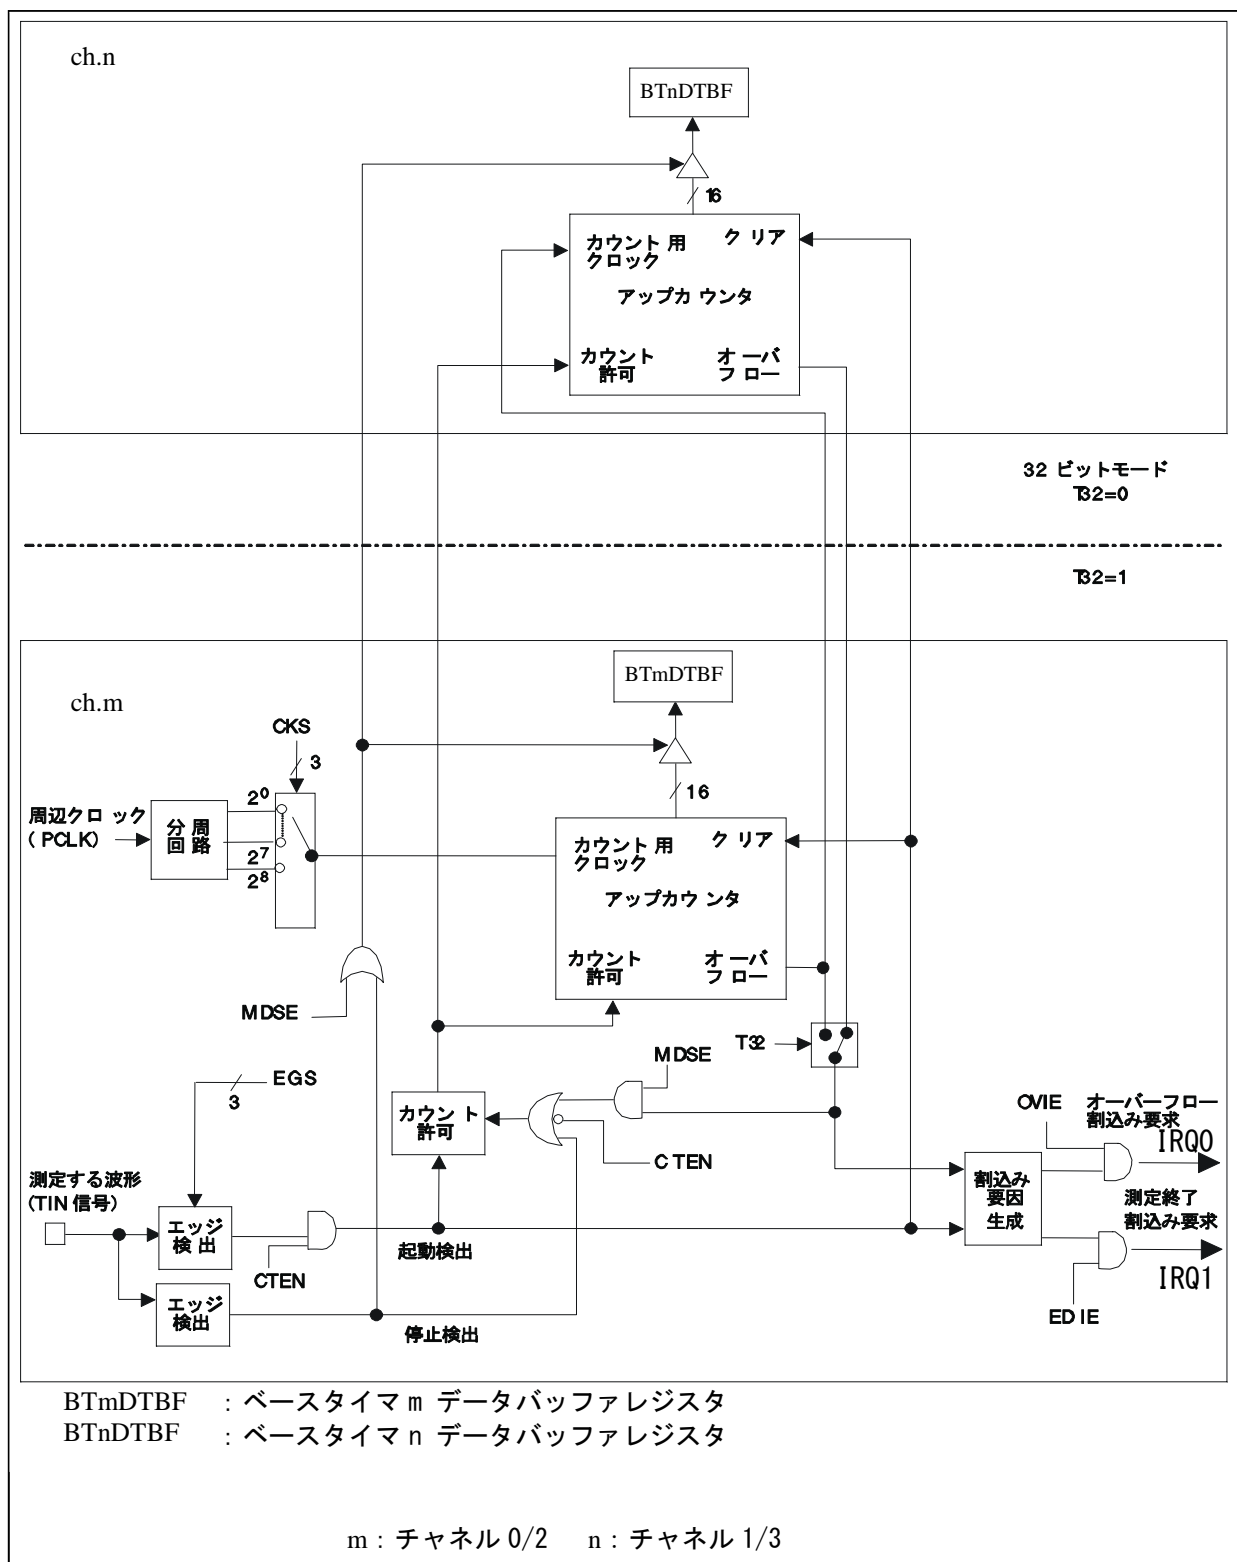 ch.n
BTnDTBF
16
カウント用 クリア
クロック
アップカウンタ
カウント オーバ
許可 フロー
32 ビットモード
T32=0
T32=1
BTmDTBF
ch.m
CKS
3
16
周辺クロック
(PCLK)
分周
回路
2⁰
2⁷
2⁸
カウント用 クリア
クロック
アップカウンタ
カウント オーバ
許可 フロー
MDSE
T32
MDSE
EGS
3
カウント
許可
CTEN
OVIE
オーバーフロー
割込み要求
IRQ0
測定する波形
(TIN 信号)
エッジ
検出
CTEN
起動検出
割込み
要因
生成
測定終了
割込み要求
IRQ1
エッジ
検出
停止検出
EDIE
BTmDTBF : ベースタイマ m データバッファレジスタ
BTnDTBF : ベースタイマ n データバッファレジスタ
m : チャネル 0/2 n : チャネル 1/3